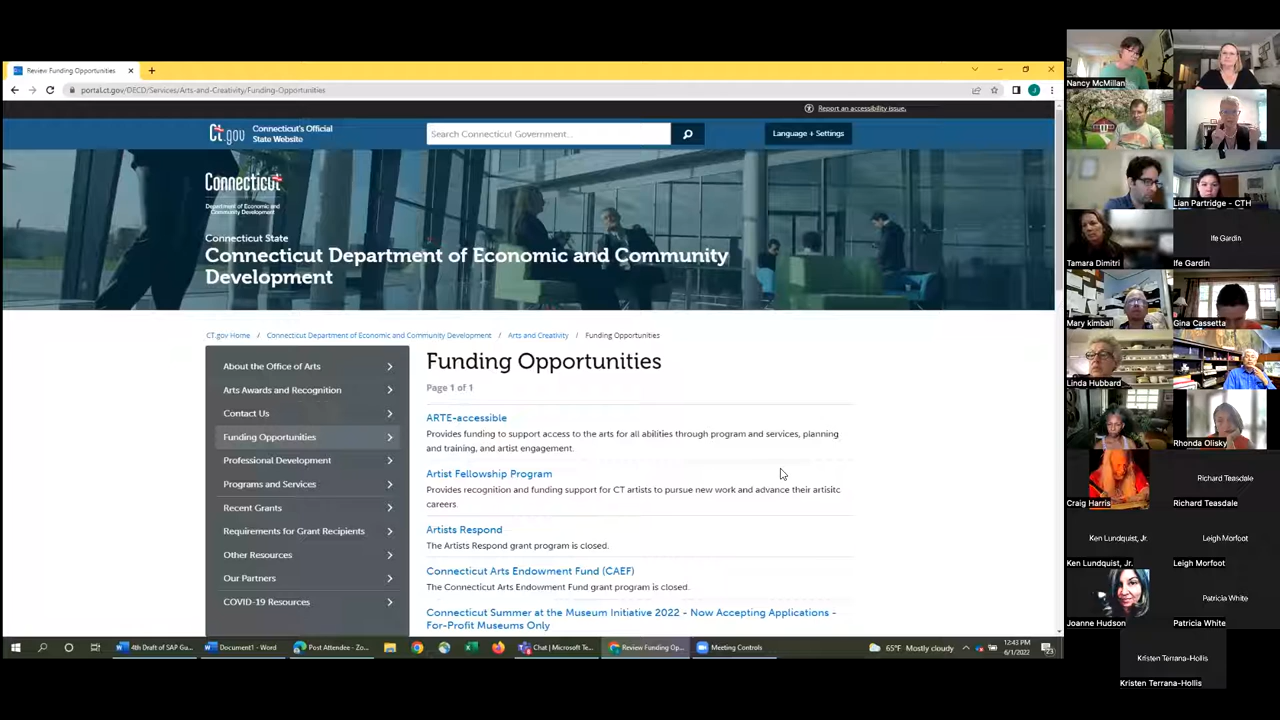 Review Funding Opportunities
portal.ct.gov/DECD/Services/Arts-and-Creativity/Funding-Opportunities
J
Report an accessibility issue.
Ct.gov
Connecticut's Official
State Website
Search Connecticut Government...
Language + Settings
Connecticut
Department of Economic and
Community Development
Connecticut State
Connecticut Department of Economic and Community
Development
CT.gov Home / Connecticut Department of Economic and Community Development / Arts and Creativity / Funding Opportunities
About the Office of Arts
Arts Awards and Recognition
Contact Us
Funding Opportunities
Professional Development
Programs and Services
Recent Grants
Requirements for Grant Recipients
Other Resources
Our Partners
COVID-19 Resources
Funding Opportunities
Page 1 of 1
ARTE-accessible
Provides funding to support access to the arts for all abilities through program and services, planning
and training, and artist engagement.
Artist Fellowship Program
Provides recognition and funding support for CT artists to pursue new work and advance their artisitc
careers.
Artists Respond
The Artists Respond grant program is closed.
Connecticut Arts Endowment Fund (CAEF)
The Connecticut Arts Endowment Fund grant program is closed.
Connecticut Summer at the Museum Initiative 2022 - Now Accepting Applications -
For-Profit Museums Only
4th Draft of SAP Gu...
Document1 - Word
Post Attendee - Zo...
Chat | Microsoft Te...
Review Funding Op...
Meeting Controls
65°F Mostly cloudy
12:43 PM
6/1/2022
23
Nancy McMillan
Lian Partridge - CTH
Tamara Dimitri
Ife Gardin
Ife Gardin
Mary kimball
Gina Cassetta
Linda Hubbard
Rhonda Olisky
Craig Harris
Richard Teasdale
Richard Teasdale
Ken Lundquist, Jr.
Ken Lundquist, Jr.
Leigh Morfoot
Leigh Morfoot
Joanne Hudson
Patricia White
Patricia White
Kristen Terrana-Hollis
Kristen Terrana-Hollis